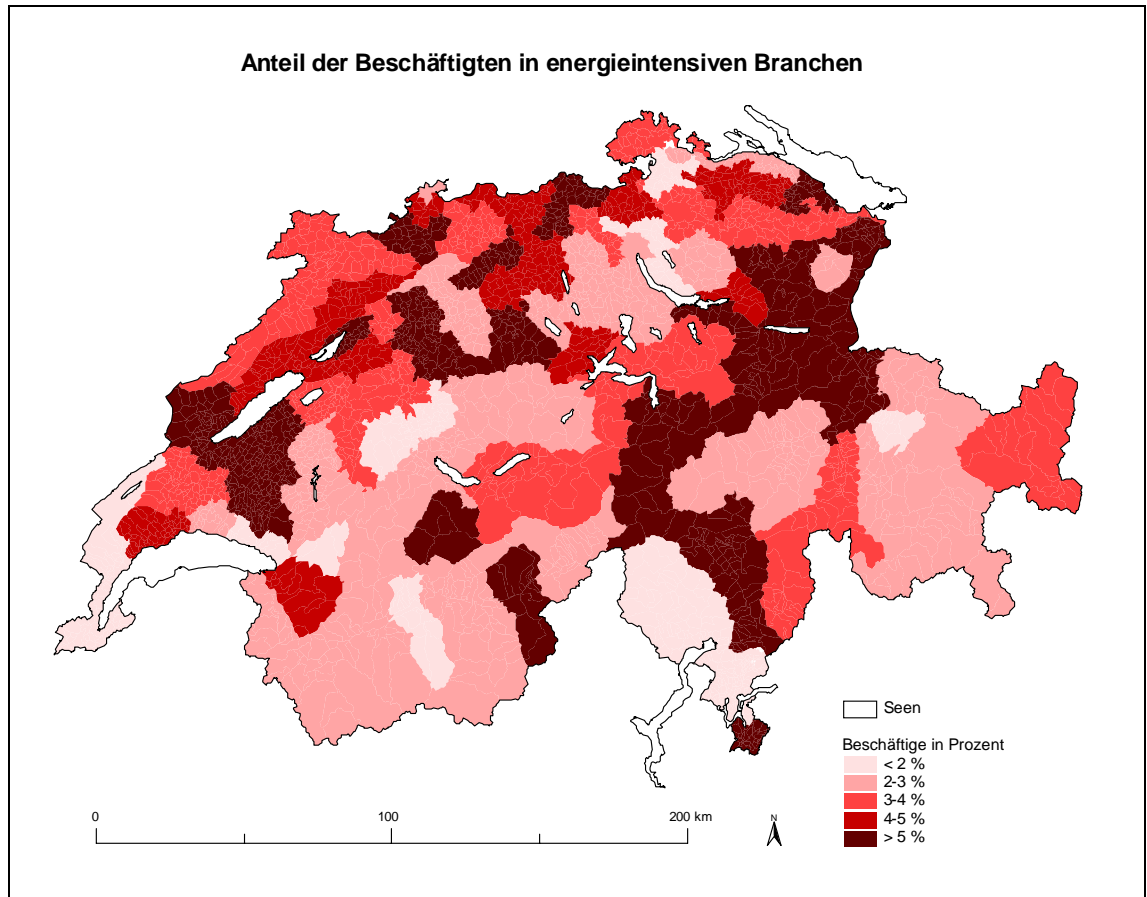 Anteil der Beschäftigten in energieintensiven Branchen
Seen
Beschäftige in Prozent
< 2 %
2-3 %
3-4 %
4-5 %
> 5 %
0 100 200 km
N